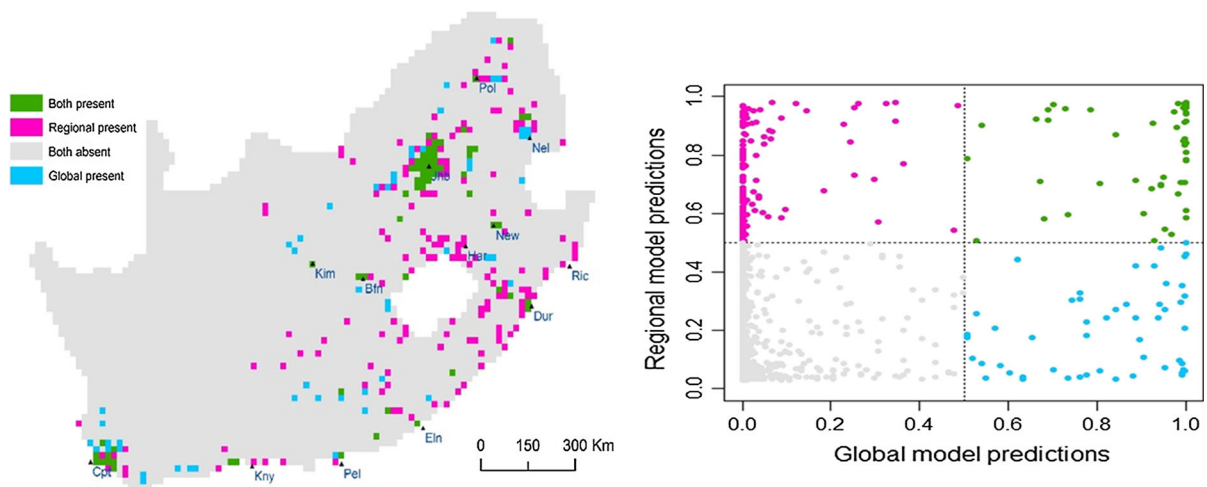 Both present
Regional present
Both absent
Global present
Pol
Nel
Jhb
New
Har
Kim
Bfn
Ric
Dur
Eln
Cpt
Kny
Pel
0 150 300 Km
Regional model predictions
1.0
0.8
0.6
0.4
0.2
0.0
0.0 0.2 0.4 0.6 0.8 1.0
Global model predictions